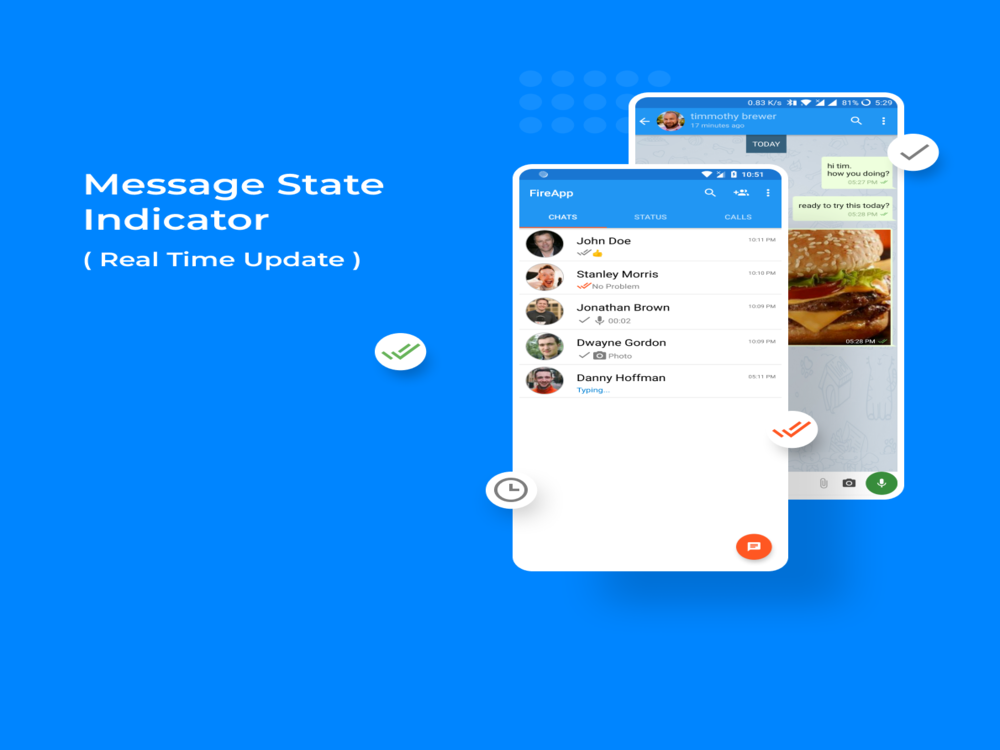 Message State
Indicator
( Real Time Update )
0.83 K/s 81% 5:29
timmothy brewer
17 minutes ago
TODAY
hi tim.
how you doing?
05:27 PM
ready to try this today?
05:28 PM
05:28 PM
10:51
FireApp
CHATS STATUS CALLS
John Doe 10:11 PM
👍
Stanley Morris 10:10 PM
No Problem
Jonathan Brown 10:09 PM
00:02
Dwayne Gordon 10:09 PM
Photo
Danny Hoffman 05:11 PM
Typing...